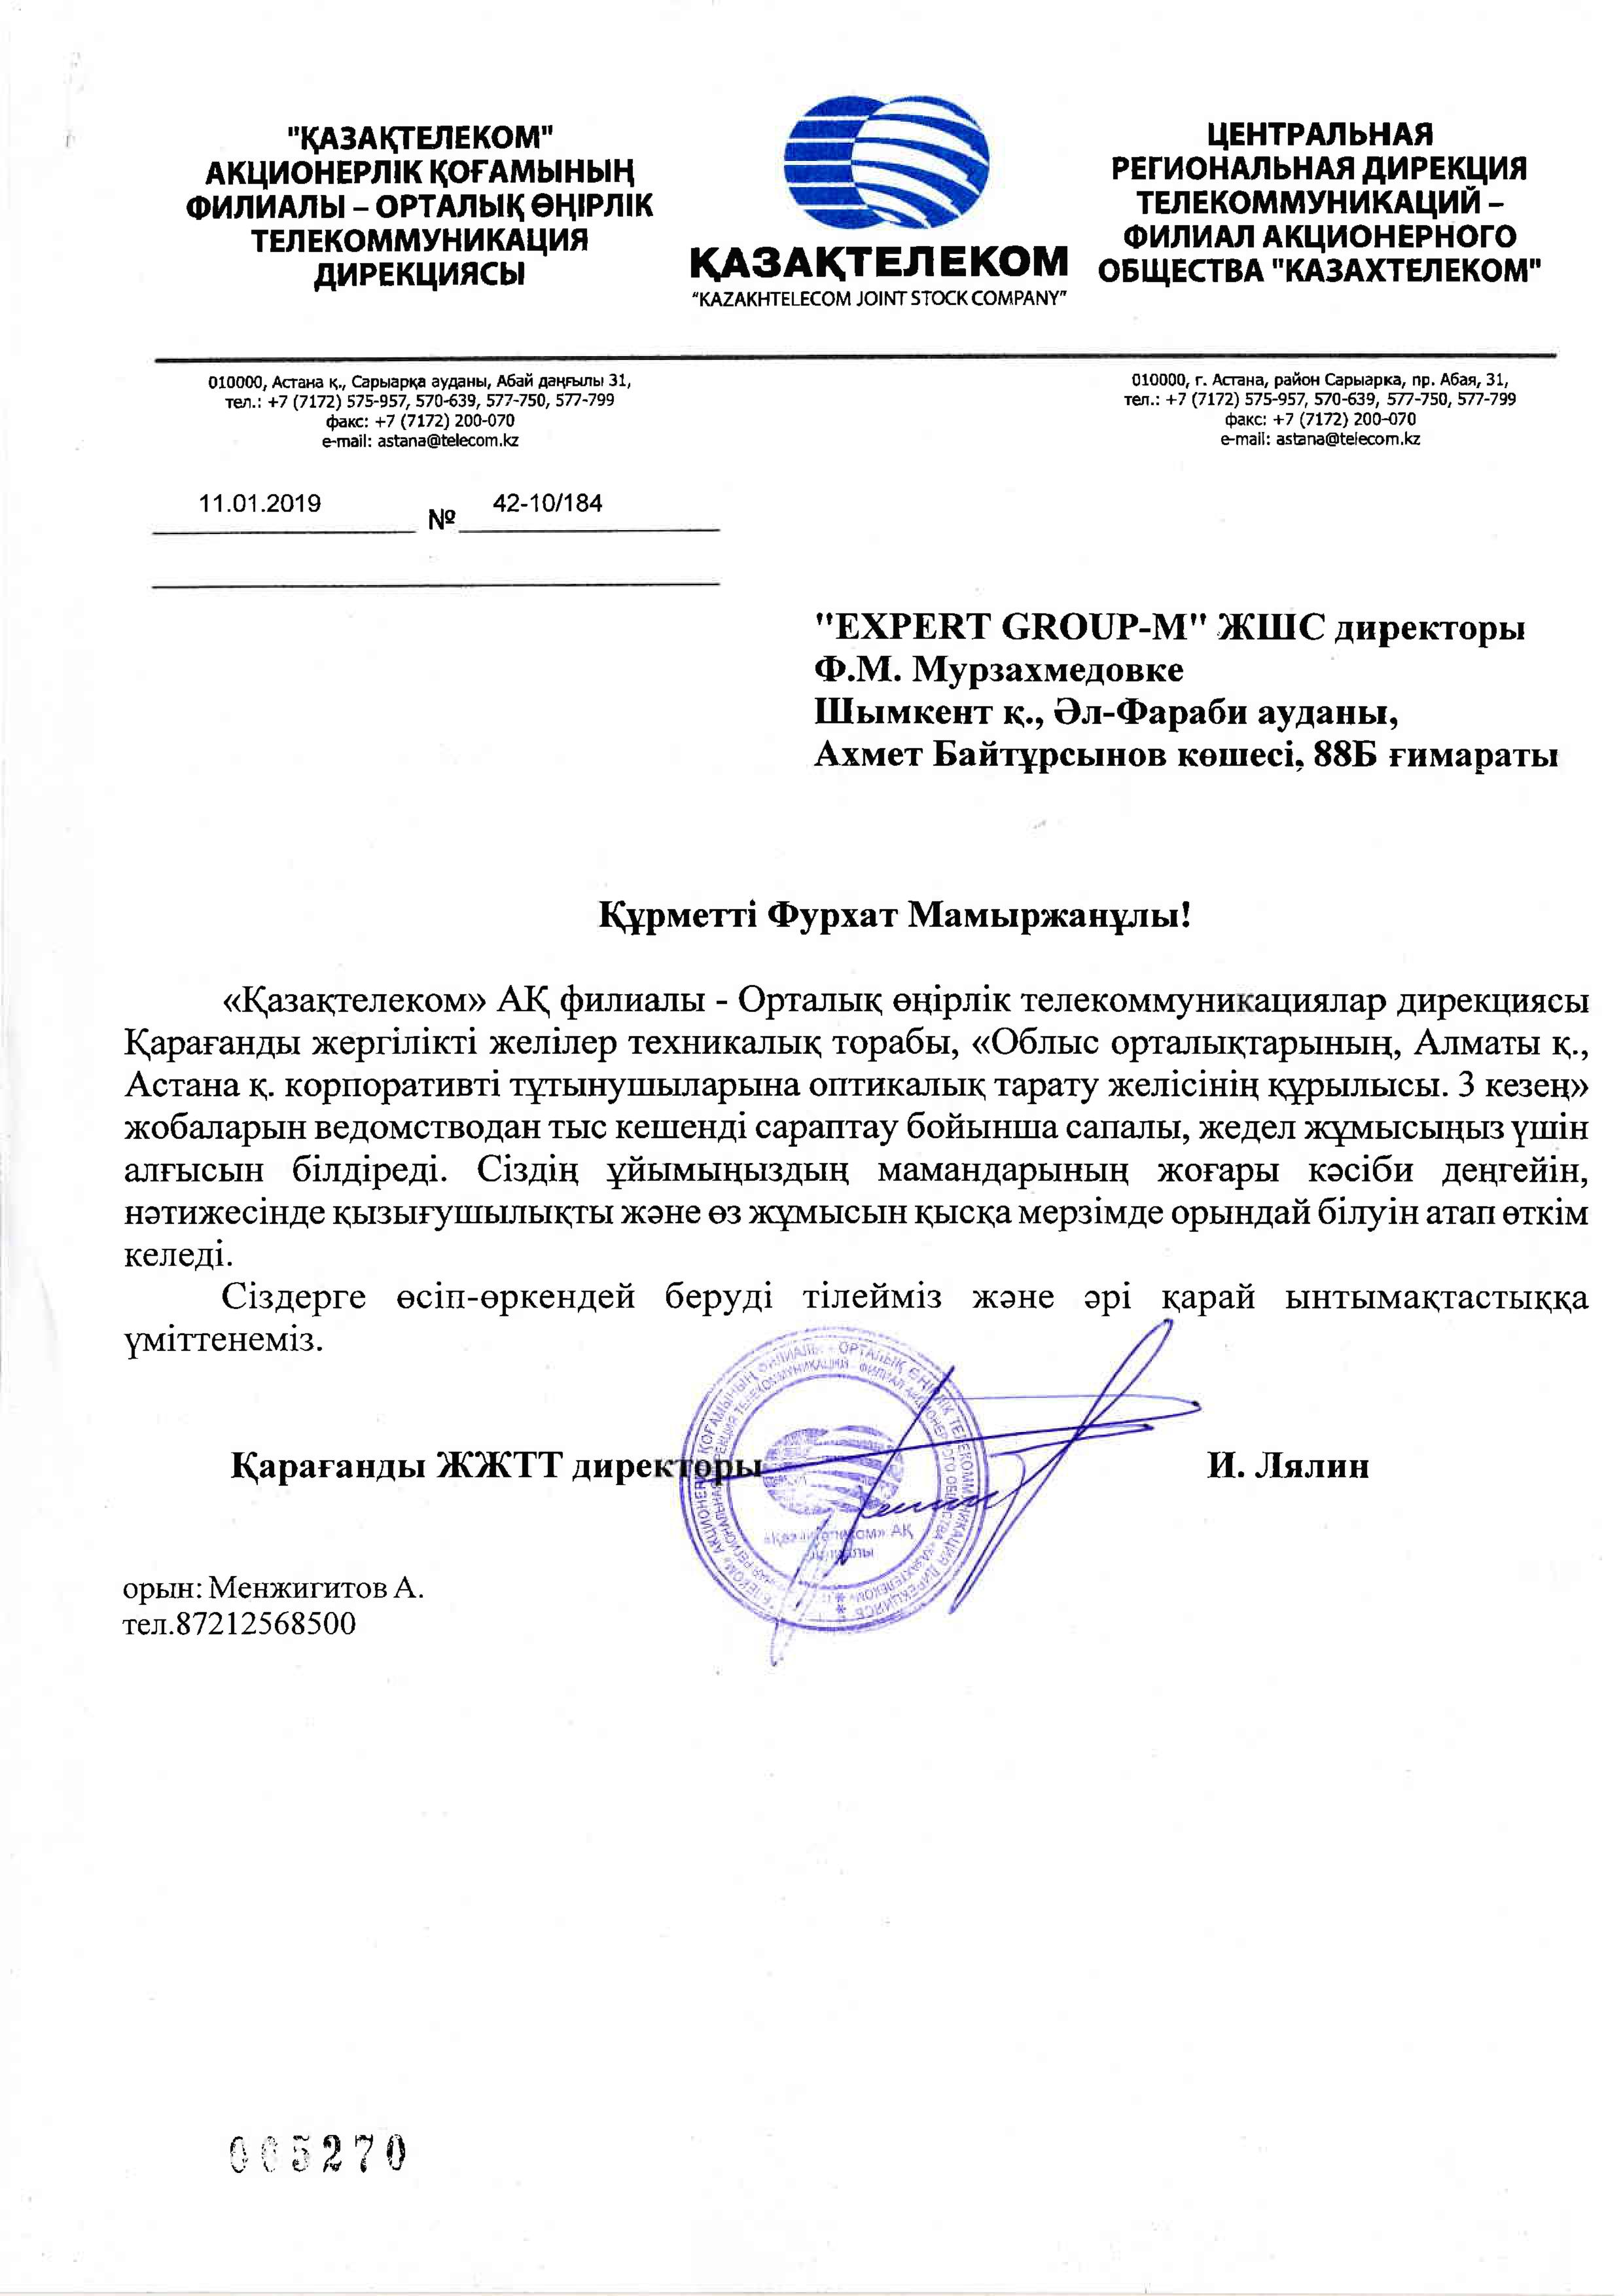 "ҚАЗАҚТЕЛЕКОМ"
АКЦИОНЕРЛІК ҚОҒАМЫНЫҢ
ФИЛИАЛЫ – ОРТАЛЫҚ ӨҢІРЛІК
ТЕЛЕКОММУНИКАЦИЯ
ДИРЕКЦИЯСЫ
ҚАЗАҚТЕЛЕКОМ
"KAZAKHTELECOM JOINT STOCK COMPANY"
ЦЕНТРАЛЬНАЯ
РЕГИОНАЛЬНАЯ ДИРЕКЦИЯ
ТЕЛЕКОММУНИКАЦИЙ –
ФИЛИАЛ АКЦИОНЕРНОГО
ОБЩЕСТВА "КАЗАХТЕЛЕКОМ"
010000, Астана қ., Сарыарқа ауданы, Абай даңғылы 31,
тел.: +7 (7172) 575-957, 570-639, 577-750, 577-799
факс: +7 (7172) 200-070
e-mail: astana@telecom.kz
010000, г. Астана, район Сарыарка, пр. Абая, 31,
тел.: +7 (7172) 575-957, 570-639, 577-750, 577-799
факс: +7 (7172) 200-070
e-mail: astana@telecom.kz
11.01.2019 № 42-10/184
"EXPERT GROUP-M" ЖШС директоры
Ф.М. Мурзахмедовке
Шымкент қ., Әл-Фараби ауданы,
Ахмет Байтұрсынов көшесі, 88Б ғимараты
Құрметті Фурхат Мамыржанұлы!
«Қазақтелеком» АҚ филиалы - Орталық өңірлік телекоммуникациялар дирекциясы
Қарағанды жергілікті желілер техникалық торабы, «Облыс орталықтарының, Алматы қ.,
Астана қ. корпоративті тұтынушыларына оптикалық тарату желісінің құрылысы. 3 кезең»
жобаларын ведомстводан тыс кешенді сараптау бойынша сапалы, жедел жұмысыңыз үшін
алғысын білдіреді. Сіздің ұйымыңыздың мамандарының жоғары кәсіби деңгейін,
нәтижесінде қызығушылықты және өз жұмысын қысқа мерзімде орындай білуін атап өткім
келеді.
Сіздерге өсіп-өркендей беруді тілейміз және әрі қарай ынтымақтастыққа
үміттенеміз.
Қарағанды ЖЖТТ директоры И. Лялин
«Қазақтелеком» АҚ
филиалы
орын: Менжигитов А.
тел.87212568500
005270